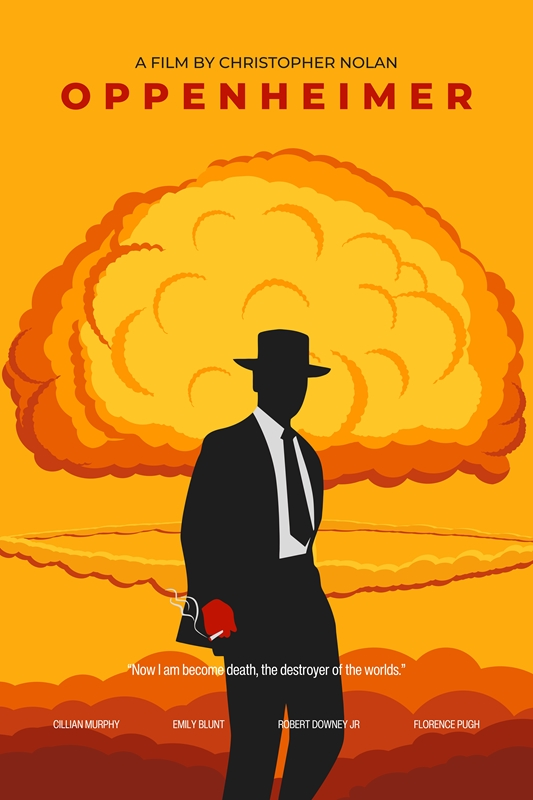 A FILM BY CHRISTOPHER NOLAN
OPPENHEIMER
“Now I am become death, the destroyer of the worlds.”
CILLIAN MURPHY EMILY BLUNT ROBERT DOWNEY JR FLORENCE PUGH